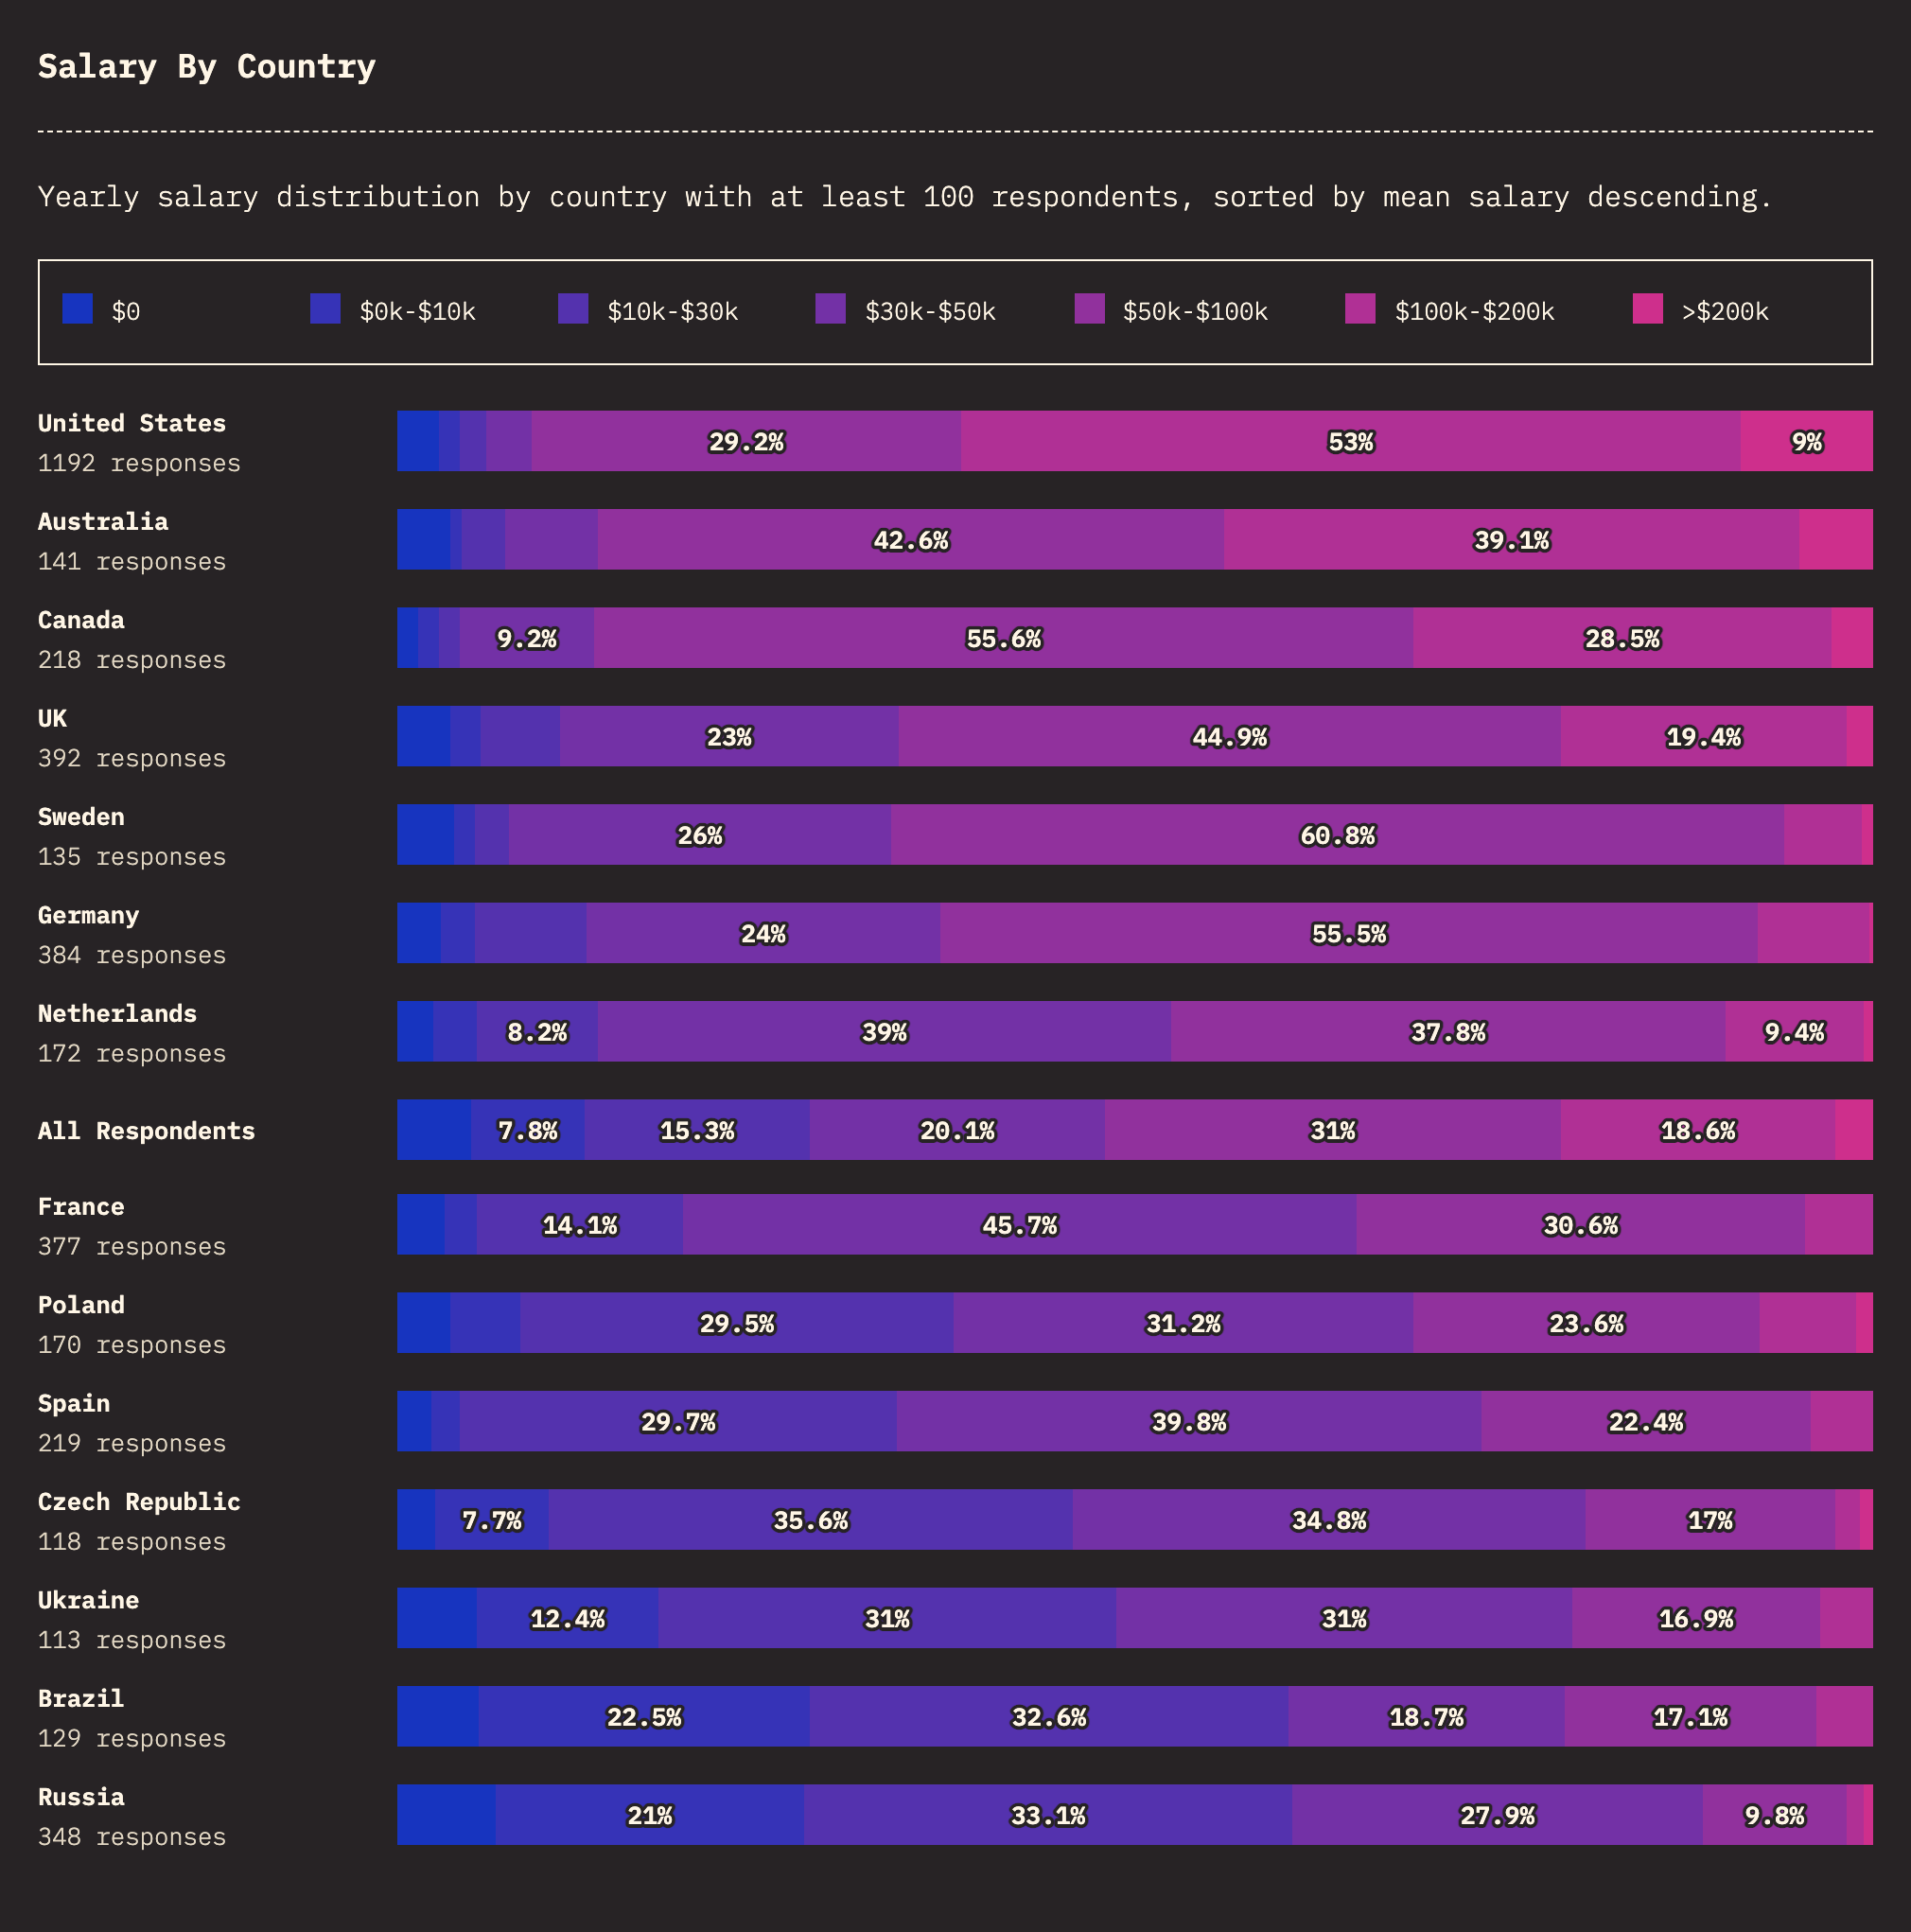 Salary By Country
Yearly salary distribution by country with at least 100 respondents, sorted by mean salary descending.
$0 $0k-$10k $10k-$30k $30k-$50k $50k-$100k $100k-$200k >$200k
United States
1192 responses
29.2% 53% 9%
Australia
141 responses
42.6% 39.1%
Canada
218 responses
9.2% 55.6% 28.5%
UK
392 responses
23% 44.9% 19.4%
Sweden
135 responses
26% 60.8%
Germany
384 responses
24% 55.5%
Netherlands
172 responses
8.2% 39% 37.8% 9.4%
All Respondents
7.8% 15.3% 20.1% 31% 18.6%
France
377 responses
14.1% 45.7% 30.6%
Poland
170 responses
29.5% 31.2% 23.6%
Spain
219 responses
29.7% 39.8% 22.4%
Czech Republic
118 responses
7.7% 35.6% 34.8% 17%
Ukraine
113 responses
12.4% 31% 31% 16.9%
Brazil
129 responses
22.5% 32.6% 18.7% 17.1%
Russia
348 responses
21% 33.1% 27.9% 9.8%